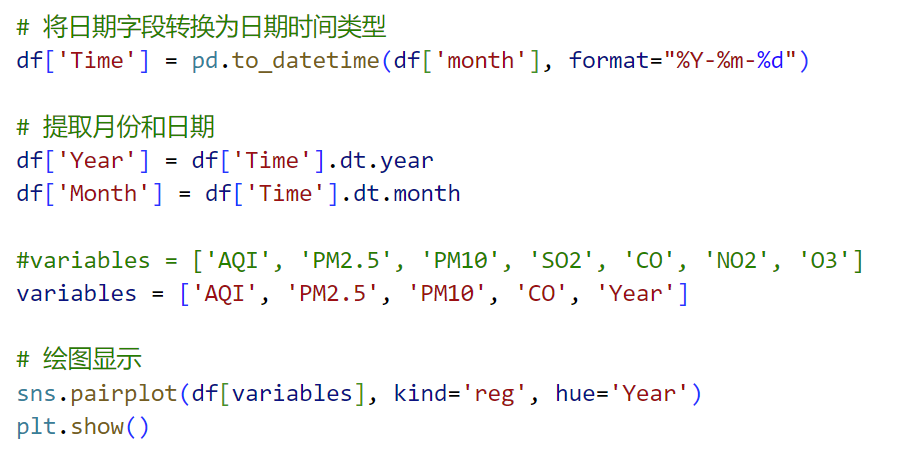 # 将日期字段转换为日期时间类型
df['Time'] = pd.to_datetime(df['month'], format="%Y-%m-%d")
# 提取月份和日期
df['Year'] = df['Time'].dt.year
df['Month'] = df['Time'].dt.month
#variables = ['AQI', 'PM2.5', 'PM10', 'SO2', 'CO', 'NO2', 'O3']
variables = ['AQI', 'PM2.5', 'PM10', 'CO', 'Year']
# 绘图显示
sns.pairplot(df[variables], kind='reg', hue='Year')
plt.show()